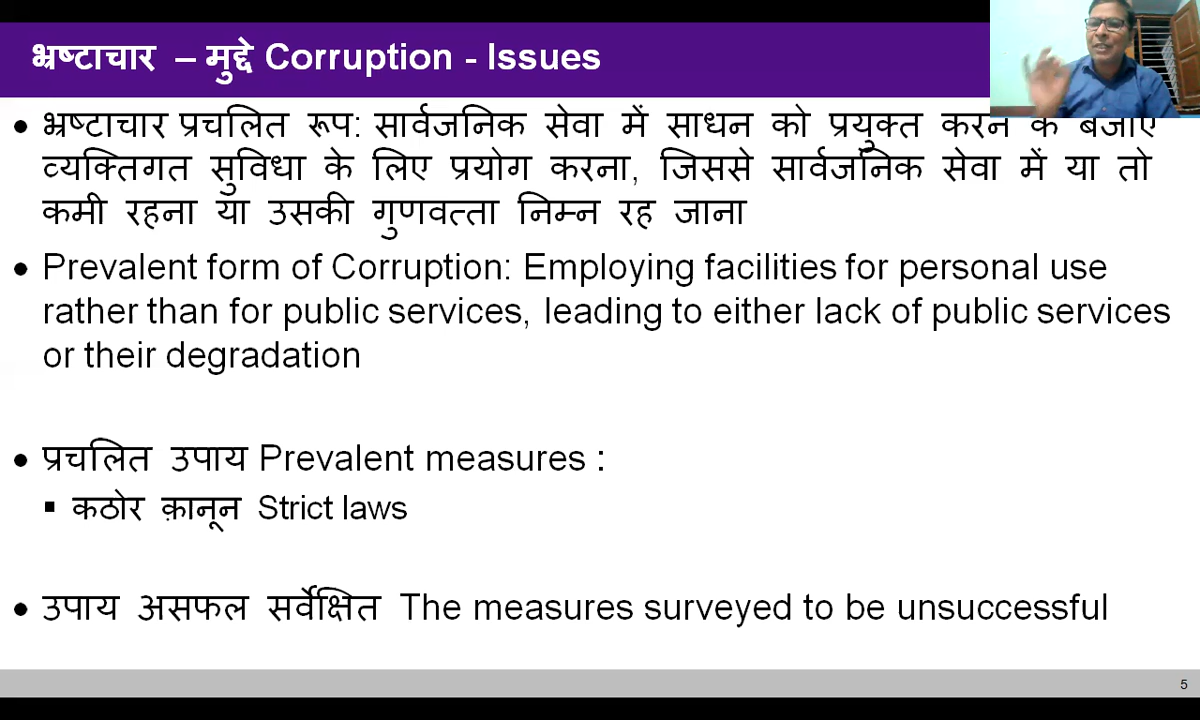 भ्रष्टाचार – मुद्दे Corruption - Issues
• भ्रष्टाचार प्रचलित रूप: सार्वजनिक सेवा में साधन को प्रयुक्त करने के बजाए
व्यक्तिगत सुविधा के लिए प्रयोग करना, जिससे सार्वजनिक सेवा में या तो
कमी रहना या उसकी गुणवत्ता निम्न रह जाना
• Prevalent form of Corruption: Employing facilities for personal use
rather than for public services, leading to either lack of public services
or their degradation
• प्रचलित उपाय Prevalent measures :
▪ कठोर क़ानून Strict laws
• उपाय असफल सर्वेक्षित The measures surveyed to be unsuccessful
5